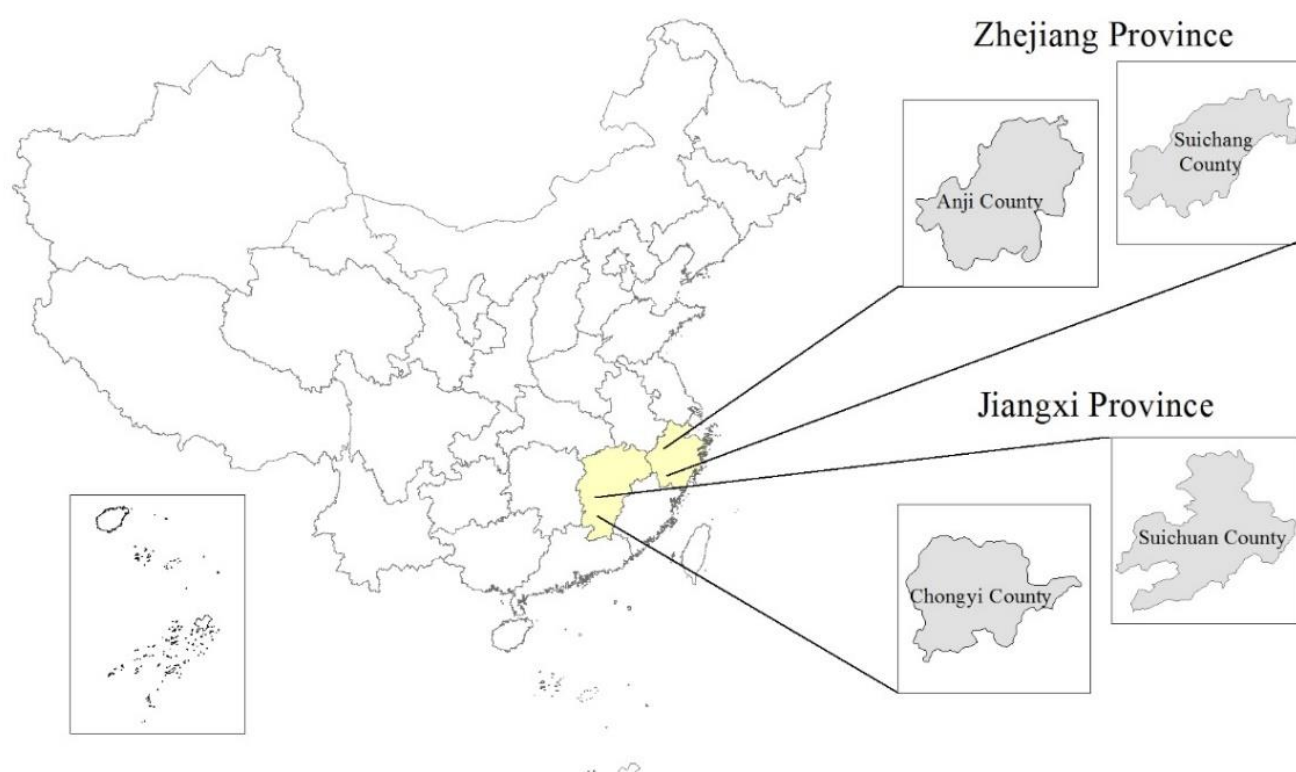 Zhejiang Province
Suichang
County
Anji County
Jiangxi Province
Suichuan County
Chongyi County